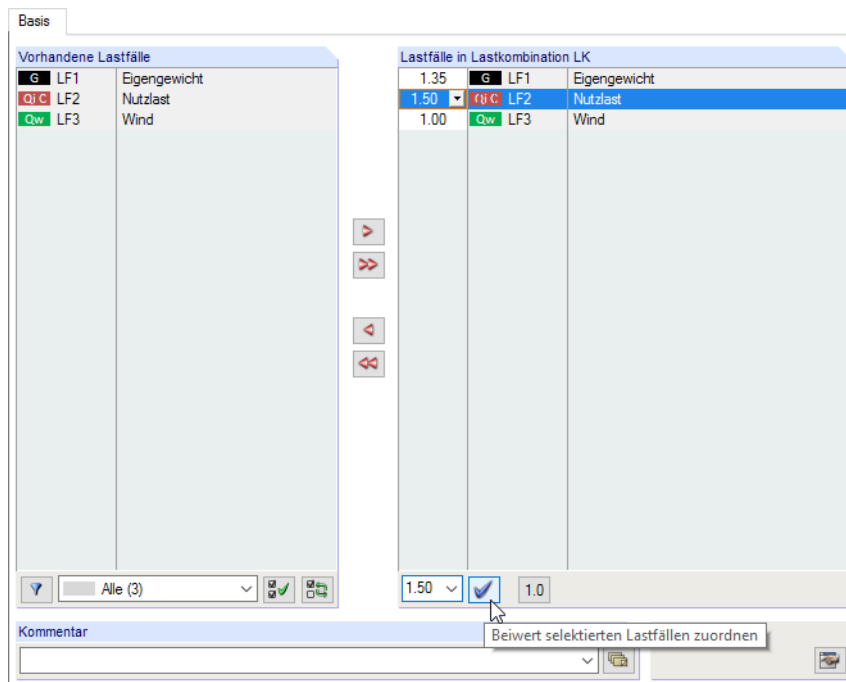 Basis
Vorhandene Lastfälle
G LF1 Eigengewicht
Qi C LF2 Nutzlast
Qw LF3 Wind
Alle (3)
Lastfälle in Lastkombination LK
1.35 G LF1 Eigengewicht
1.50 Qi C LF2 Nutzlast
1.00 Qw LF3 Wind
1.50 1.0
Beiwert selektierten Lastfällen zuordnen
Kommentar